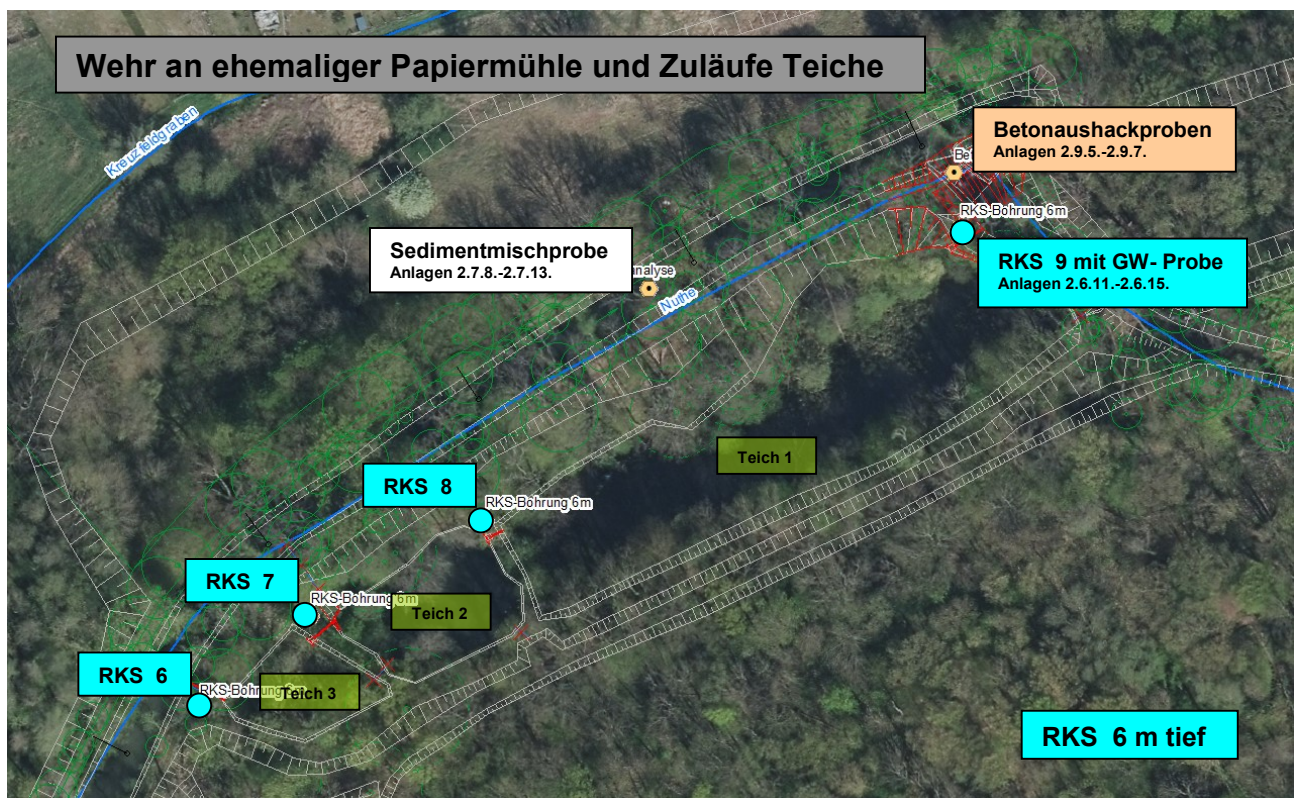 Wehr an ehemaliger Papiermühle und Zuläufe Teiche
Kreuzfeldgraben
Betonaushackproben
Anlagen 2.9.5.-2.9.7.
RKS-Bohrung 6m
Sedimentmischprobe
Anlagen 2.7.8.-2.7.13.
RKS 9 mit GW- Probe
Anlagen 2.6.11.-2.6.15.
Nuthe
Teich 1
RKS 8
RKS-Bohrung 6m
RKS 7
RKS-Bohrung 6m
Teich 2
RKS 6
RKS-Bohrung 6m
Teich 3
RKS 6 m tief